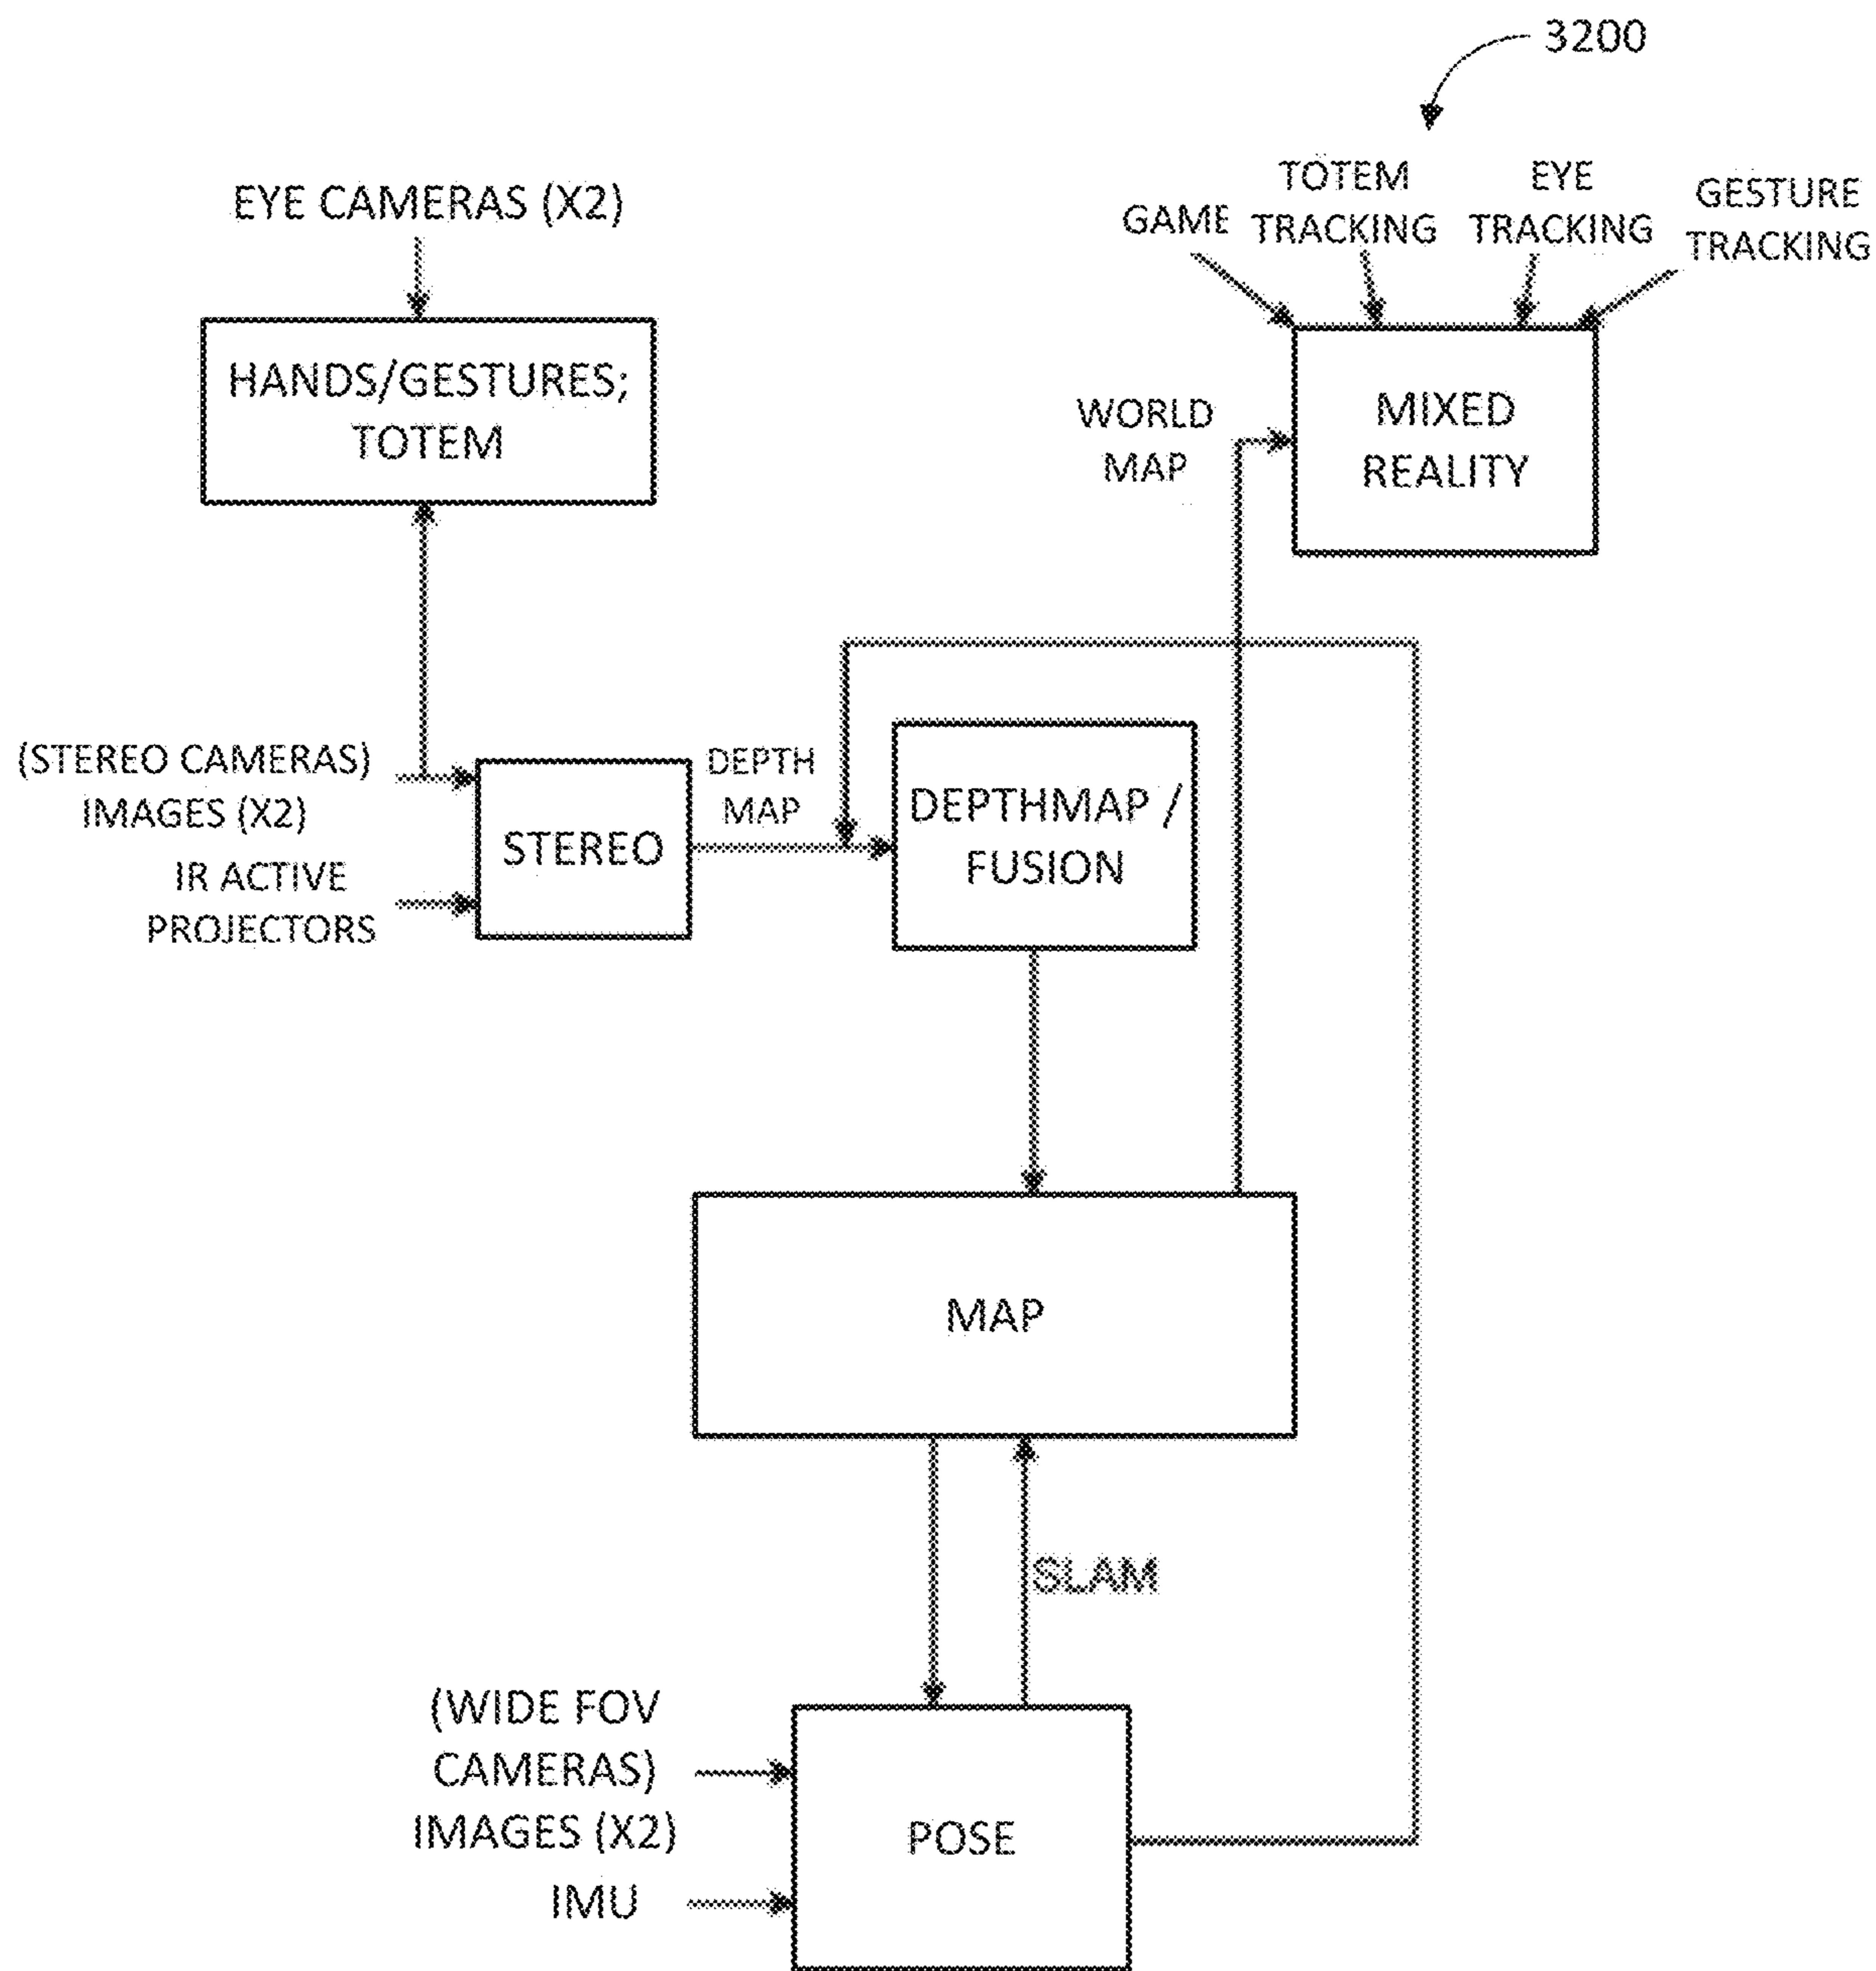 3200
EYE CAMERAS (X2)
HANDS/GESTURES;
TOTEM
GAME
TOTEM
TRACKING
EYE
TRACKING
GESTURE
TRACKING
WORLD
MAP
MIXED
REALITY
(STEREO CAMERAS)
IMAGES (X2)
IR ACTIVE
PROJECTORS
STEREO
DEPTH
MAP
DEPTHMAP /
FUSION
MAP
SLAM
(WIDE FOV
CAMERAS)
IMAGES (X2)
IMU
POSE